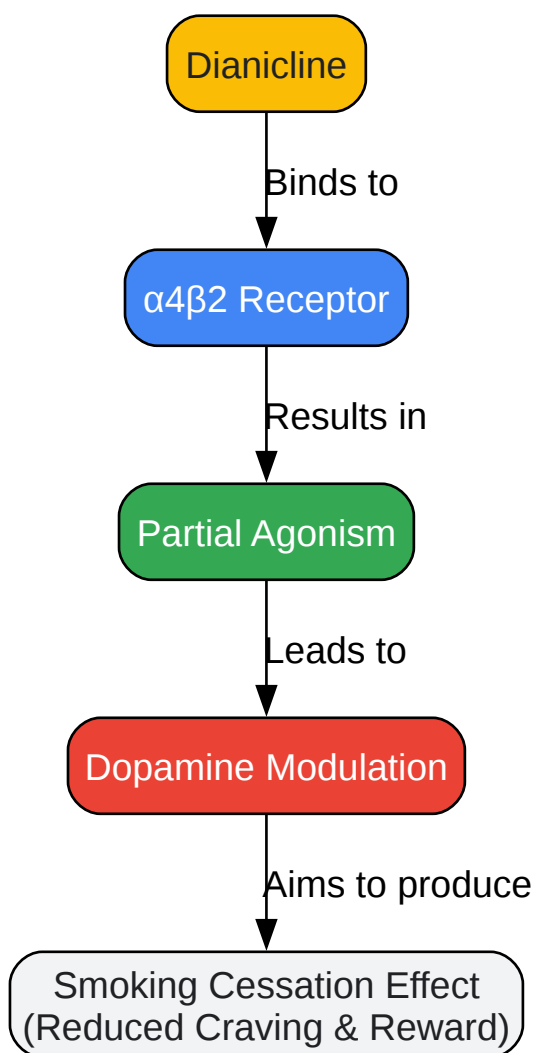 Dianicline
Binds to
α4β2 Receptor
Results in
Partial Agonism
Leads to
Dopamine Modulation
Aims to produce
Smoking Cessation Effect
(Reduced Craving & Reward)